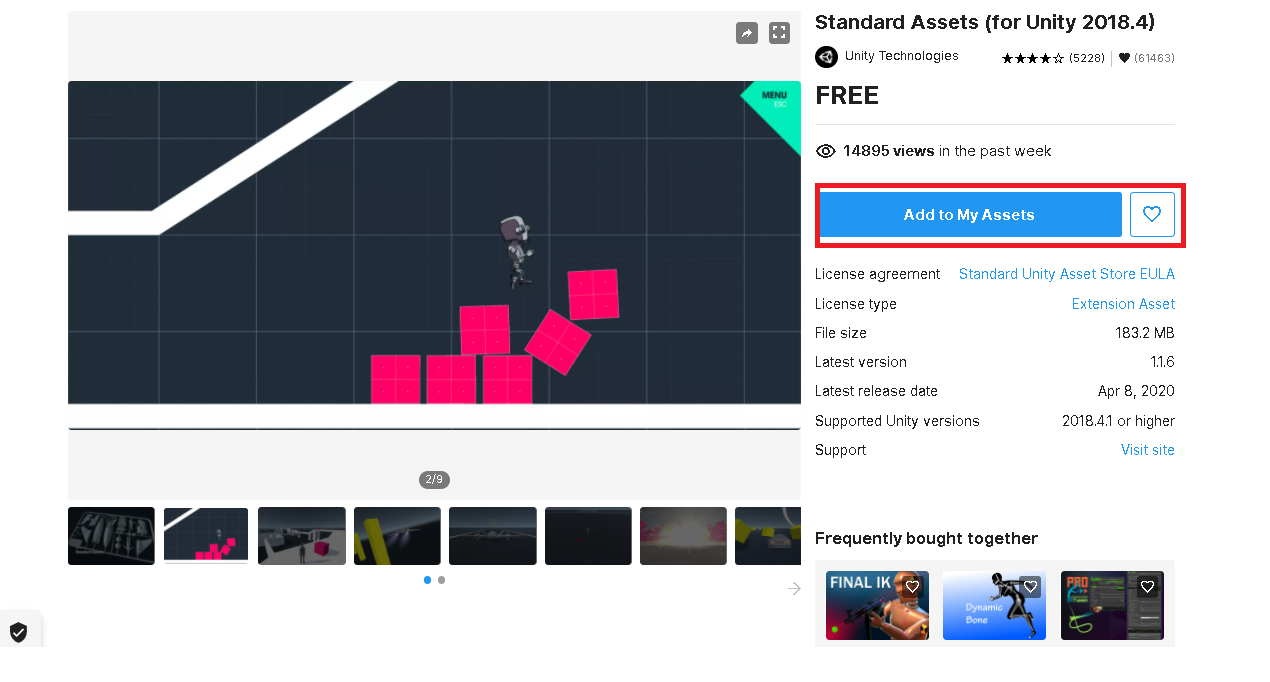 Standard Assets (for Unity 2018.4)
Unity Technologies
(5228)
(61463)
FREE
14895 views in the past week
Add to My Assets
License agreement Standard Unity Asset Store EULA
License type Extension Asset
File size 183.2 MB
Latest version 1.1.6
Latest release date Apr 8, 2020
Supported Unity versions 2018.4.1 or higher
Support Visit site
MENU
ESC
2/9
Frequently bought together
FINAL IK
Dynamic
Bone
PRO